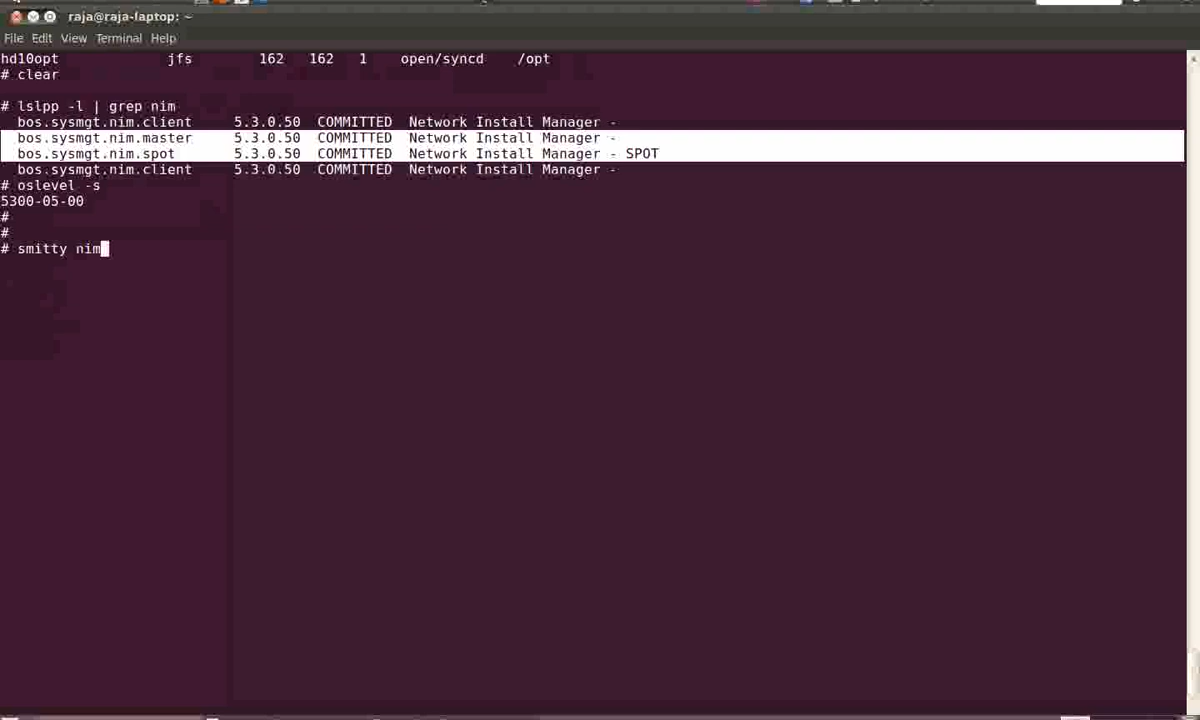 raja@raja-laptop: ~
File Edit View Terminal Help
hd10opt jfs 162 162 1 open/syncd /opt
# clear
# lslpp -l | grep nim
bos.sysmgt.nim.client 5.3.0.50 COMMITTED Network Install Manager -
bos.sysmgt.nim.master 5.3.0.50 COMMITTED Network Install Manager -
bos.sysmgt.nim.spot 5.3.0.50 COMMITTED Network Install Manager - SPOT
bos.sysmgt.nim.client 5.3.0.50 COMMITTED Network Install Manager -
# oslevel -s
5300-05-00
#
#
# smitty nim